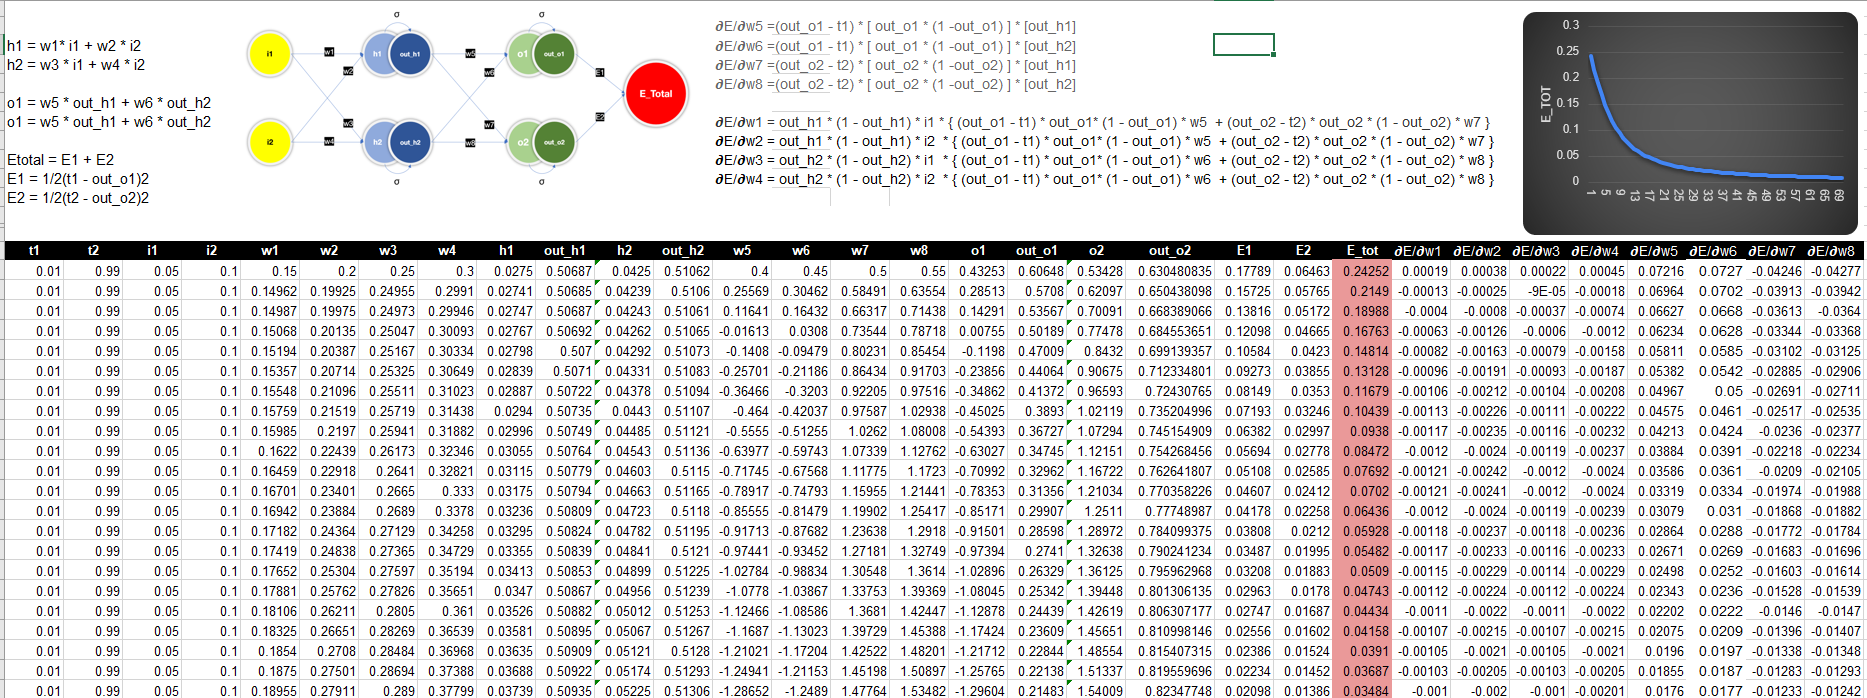 h1 = w1* i1 + w2 * i2
h2 = w3 * i1 + w4 * i2
o1 = w5 * out_h1 + w6 * out_h2
o1 = w5 * out_h1 + w6 * out_h2
Etotal = E1 + E2
E1 = 1/2(t1 - out_o1)2
E2 = 1/2(t2 - out_o2)2
σ σ
i1 w1 h1 out_h1 w5 o1 out_o1 E1
w2 w6
E_Total
w3 w7 E2
i2 w4 h2 out_h2 w8 o2 out_o2
σ σ
∂E/∂w5 =(out_o1 - t1) * [ out_o1 * (1 -out_o1) ] * [out_h1]
∂E/∂w6 =(out_o1 - t1) * [ out_o1 * (1 -out_o1) ] * [out_h2]
∂E/∂w7 =(out_o2 - t2) * [ out_o2 * (1 -out_o2) ] * [out_h1]
∂E/∂w8 =(out_o2 - t2) * [ out_o2 * (1 -out_o2) ] * [out_h2]
∂E/∂w1 = out_h1 * (1 - out_h1) * i1 * { (out_o1 - t1) * out_o1* (1 - out_o1) * w5 + (out_o2 - t2) * out_o2 * (1 - out_o2) * w7 }
∂E/∂w2 = out_h1 * (1 - out_h1) * i2 * { (out_o1 - t1) * out_o1* (1 - out_o1) * w5 + (out_o2 - t2) * out_o2 * (1 - out_o2) * w7 }
∂E/∂w3 = out_h2 * (1 - out_h2) * i1 * { (out_o1 - t1) * out_o1* (1 - out_o1) * w6 + (out_o2 - t2) * out_o2 * (1 - out_o2) * w8 }
∂E/∂w4 = out_h2 * (1 - out_h2) * i2 * { (out_o1 - t1) * out_o1* (1 - out_o1) * w6 + (out_o2 - t2) * out_o2 * (1 - out_o2) * w8 }
E_TOT
0.3
0.25
0.2
0.15
0.1
0.05
0
1 5 9 13 17 21 25 29 33 37 41 45 49 53 57 61 65 69
t1 t2 i1 i2 w1 w2 w3 w4 h1 out_h1 h2 out_h2 w5 w6 w7 w8 o1 out_o1 o2 out_o2 E1 E2 E_tot ∂E/∂w1 ∂E/∂w2 ∂E/∂w3 ∂E/∂w4 ∂E/∂w5 ∂E/∂w6 ∂E/∂w7 ∂E/∂w8
0.01 0.99 0.05 0.1 0.15 0.2 0.25 0.3 0.0275 0.50687 0.0425 0.51062 0.4 0.45 0.5 0.55 0.43253 0.60648 0.53428 0.630480835 0.17789 0.06463 0.24252 0.00019 0.00038 0.00022 0.00045 0.07216 0.0727 -0.04246 -0.04277
0.01 0.99 0.05 0.1 0.14962 0.19925 0.24955 0.2991 0.02741 0.50685 0.04239 0.5106 0.25569 0.30462 0.58491 0.63554 0.28513 0.5708 0.62097 0.650438098 0.15725 0.05765 0.2149 -0.00013 -0.00025 -9E-05 -0.00018 0.06964 0.0702 -0.03913 -0.03942
0.01 0.99 0.05 0.1 0.14987 0.19975 0.24973 0.29946 0.02747 0.50687 0.04243 0.51061 0.11641 0.16432 0.66317 0.71438 0.14291 0.53567 0.70091 0.668389066 0.13816 0.05172 0.18988 -0.0004 -0.0008 -0.00037 -0.00074 0.06627 0.0668 -0.03613 -0.0364
0.01 0.99 0.05 0.1 0.15068 0.20135 0.25047 0.30093 0.02767 0.50692 0.04262 0.51065 -0.01613 0.0308 0.73544 0.78718 0.00755 0.50189 0.77478 0.684553651 0.12098 0.04665 0.16763 -0.00063 -0.00126 -0.0006 -0.0012 0.06234 0.0628 -0.03344 -0.03368
0.01 0.99 0.05 0.1 0.15194 0.20387 0.25167 0.30334 0.02798 0.507 0.04292 0.51073 -0.1408 -0.09479 0.80231 0.85454 -0.1198 0.47009 0.8432 0.699139357 0.10584 0.0423 0.14814 -0.00082 -0.00163 -0.00079 -0.00158 0.05811 0.0585 -0.03102 -0.03125
0.01 0.99 0.05 0.1 0.15357 0.20714 0.25325 0.30649 0.02839 0.5071 0.04331 0.51083 -0.25701 -0.21186 0.86434 0.91703 -0.23856 0.44064 0.90675 0.712334801 0.09273 0.03855 0.13128 -0.00096 -0.00191 -0.00093 -0.00187 0.05382 0.0542 -0.02885 -0.02906
0.01 0.99 0.05 0.1 0.15548 0.21096 0.25511 0.31023 0.02887 0.50722 0.04378 0.51094 -0.36466 -0.3203 0.92205 0.97516 -0.34862 0.41372 0.96593 0.72430765 0.08149 0.0353 0.11679 -0.00106 -0.00212 -0.00104 -0.00208 0.04967 0.05 -0.02691 -0.02711
0.01 0.99 0.05 0.1 0.15759 0.21519 0.25719 0.31438 0.0294 0.50735 0.0443 0.51107 -0.464 -0.42037 0.97587 1.02938 -0.45025 0.3893 1.02119 0.735204996 0.07193 0.03246 0.10439 -0.00113 -0.00226 -0.00111 -0.00222 0.04575 0.0461 -0.02517 -0.02535
0.01 0.99 0.05 0.1 0.15985 0.2197 0.25941 0.31882 0.02996 0.50749 0.04485 0.51121 -0.5555 -0.51255 1.0262 1.08008 -0.54393 0.36727 1.07294 0.745154909 0.06382 0.02997 0.0938 -0.00117 -0.00235 -0.00116 -0.00232 0.04213 0.0424 -0.0236 -0.02377
0.01 0.99 0.05 0.1 0.1622 0.22439 0.26173 0.32346 0.03055 0.50764 0.04543 0.51136 -0.63977 -0.59743 1.07339 1.12762 -0.63027 0.34745 1.12151 0.754268456 0.05694 0.02778 0.08472 -0.0012 -0.0024 -0.00119 -0.00237 0.03884 0.0391 -0.02218 -0.02234
0.01 0.99 0.05 0.1 0.16459 0.22918 0.2641 0.32821 0.03115 0.50779 0.04603 0.5115 -0.71745 -0.67568 1.11775 1.1723 -0.70992 0.32962 1.16722 0.762641807 0.05108 0.02585 0.07692 -0.00121 -0.00242 -0.0012 -0.0024 0.03586 0.0361 -0.0209 -0.02105
0.01 0.99 0.05 0.1 0.16701 0.23401 0.2665 0.333 0.03175 0.50794 0.04663 0.51165 -0.78917 -0.74793 1.15955 1.21441 -0.78353 0.31356 1.21034 0.770358226 0.04607 0.02412 0.0702 -0.00121 -0.00241 -0.0012 -0.0024 0.03319 0.0334 -0.01974 -0.01988
0.01 0.99 0.05 0.1 0.16942 0.23884 0.2689 0.3378 0.03236 0.50809 0.04723 0.5118 -0.85555 -0.81479 1.19902 1.25417 -0.85171 0.29907 1.2511 0.77748987 0.04178 0.02258 0.06436 -0.0012 -0.0024 -0.00119 -0.00239 0.03079 0.031 -0.01868 -0.01882
0.01 0.99 0.05 0.1 0.17182 0.24364 0.27129 0.34258 0.03295 0.50824 0.04782 0.51195 -0.91713 -0.87682 1.23638 1.2918 -0.91501 0.28598 1.28972 0.784099375 0.03808 0.0212 0.05928 -0.00118 -0.00237 -0.00118 -0.00236 0.02864 0.0288 -0.01772 -0.01784
0.01 0.99 0.05 0.1 0.17419 0.24838 0.27365 0.34729 0.03355 0.50839 0.04841 0.5121 -0.97441 -0.93452 1.27181 1.32749 -0.97394 0.2741 1.32638 0.790241234 0.03487 0.01995 0.05482 -0.00117 -0.00233 -0.00116 -0.00233 0.02671 0.0269 -0.01683 -0.01696
0.01 0.99 0.05 0.1 0.17652 0.25304 0.27597 0.35194 0.03413 0.50853 0.04899 0.51225 -1.02784 -0.98834 1.30548 1.3614 -1.02896 0.26329 1.36125 0.795962968 0.03208 0.01883 0.0509 -0.00115 -0.00229 -0.00114 -0.00229 0.02498 0.0252 -0.01603 -0.01614
0.01 0.99 0.05 0.1 0.17881 0.25762 0.27826 0.35651 0.0347 0.50867 0.04956 0.51239 -1.0778 -1.03867 1.33753 1.39369 -1.08045 0.25342 1.39448 0.801306135 0.02963 0.0178 0.04743 -0.00112 -0.00224 -0.00112 -0.00224 0.02343 0.0236 -0.01528 -0.01539
0.01 0.99 0.05 0.1 0.18106 0.26211 0.2805 0.361 0.03526 0.50882 0.05012 0.51253 -1.12466 -1.08586 1.3681 1.42447 -1.12878 0.24439 1.42619 0.806307177 0.02747 0.01687 0.04434 -0.0011 -0.0022 -0.0011 -0.0022 0.02202 0.0222 -0.0146 -0.0147
0.01 0.99 0.05 0.1 0.18325 0.26651 0.28269 0.36539 0.03581 0.50895 0.05067 0.51267 -1.1687 -1.13023 1.39729 1.45388 -1.17424 0.23609 1.45651 0.810998146 0.02556 0.01602 0.04158 -0.00107 -0.00215 -0.00107 -0.00215 0.02075 0.0209 -0.01396 -0.01407
0.01 0.99 0.05 0.1 0.1854 0.2708 0.28484 0.36968 0.03635 0.50909 0.05121 0.5128 -1.21021 -1.17204 1.42522 1.48201 -1.21712 0.22844 1.48554 0.815407315 0.02386 0.01524 0.0391 -0.00105 -0.0021 -0.00105 -0.0021 0.0196 0.0197 -0.01338 -0.01348
0.01 0.99 0.05 0.1 0.1875 0.27501 0.28694 0.37388 0.03688 0.50922 0.05174 0.51293 -1.24941 -1.21153 1.45198 1.50897 -1.25765 0.22138 1.51337 0.819559696 0.02234 0.01452 0.03687 -0.00103 -0.00205 -0.00103 -0.00205 0.01855 0.0187 -0.01283 -0.01293
0.01 0.99 0.05 0.1 0.18955 0.27911 0.289 0.37799 0.03739 0.50935 0.05225 0.51306 -1.28652 -1.2489 1.47764 1.53482 -1.29604 0.21483 1.54009 0.82347748 0.02098 0.01386 0.03484 -0.001 -0.002 -0.001 -0.00201 0.0176 0.0177 -0.01233 -0.01242